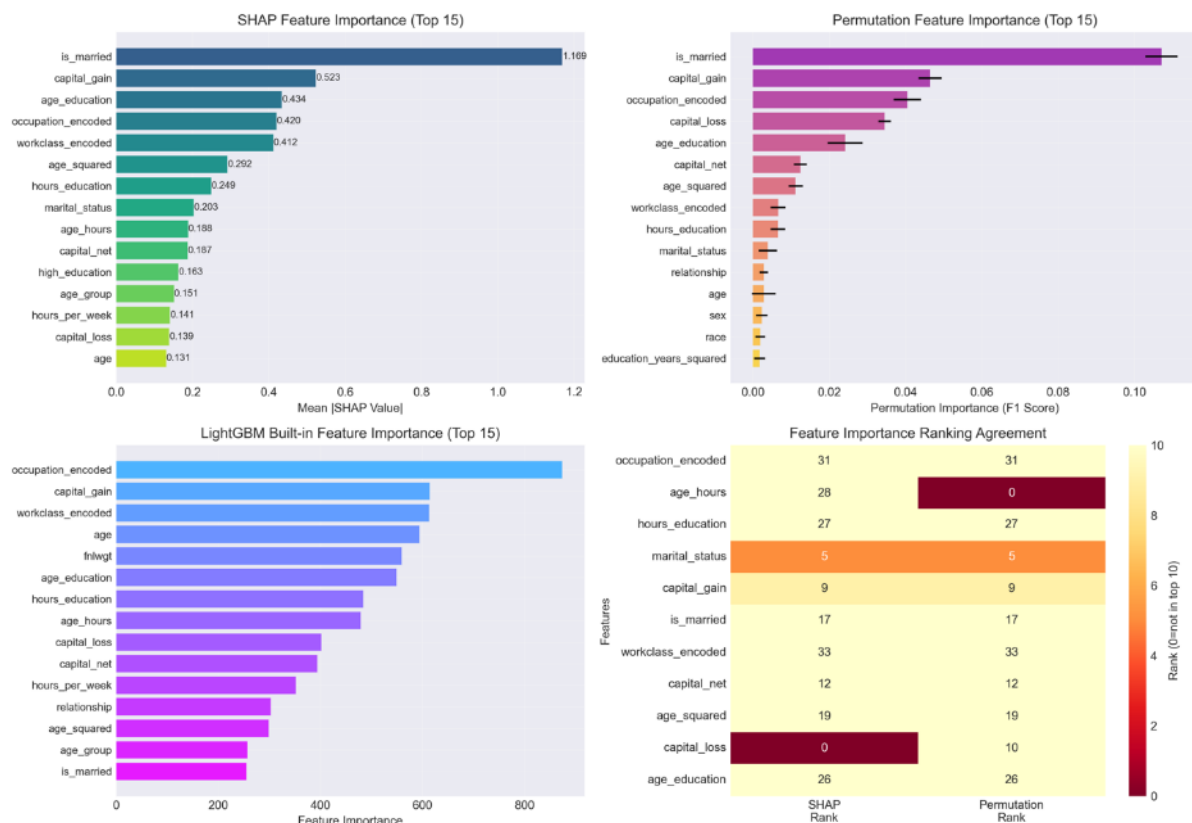 SHAP Feature Importance (Top 15)
is_married 1.169
capital_gain 0.523
age_education 0.434
occupation_encoded 0.420
workclass_encoded 0.412
age_squared 0.292
hours_education 0.249
marital_status 0.203
age_hours 0.188
capital_net 0.187
high_education 0.163
age_group 0.151
hours_per_week 0.141
capital_loss 0.139
age 0.131
0.0 0.2 0.4 0.6 0.8 1.0 1.2
Mean |SHAP Value|
Permutation Feature Importance (Top 15)
is_married
capital_gain
occupation_encoded
capital_loss
age_education
capital_net
age_squared
workclass_encoded
hours_education
marital_status
relationship
age
sex
race
education_years_squared
0.00 0.02 0.04 0.06 0.08 0.10
Permutation Importance (F1 Score)
LightGBM Built-in Feature Importance (Top 15)
occupation_encoded
capital_gain
workclass_encoded
age
fnlwgt
age_education
hours_education
age_hours
capital_loss
capital_net
hours_per_week
relationship
age_squared
age_group
is_married
0 200 400 600 800
Feature Importance
Feature Importance Ranking Agreement
Features
occupation_encoded 31 31
age_hours 28 0
hours_education 27 27
marital_status 5 5
capital_gain 9 9
is_married 17 17
workclass_encoded 33 33
capital_net 12 12
age_squared 19 19
capital_loss 0 10
age_education 26 26
SHAP Permutation
Rank Rank
10
8
6
4
2
0
Rank (0=not in top 10)